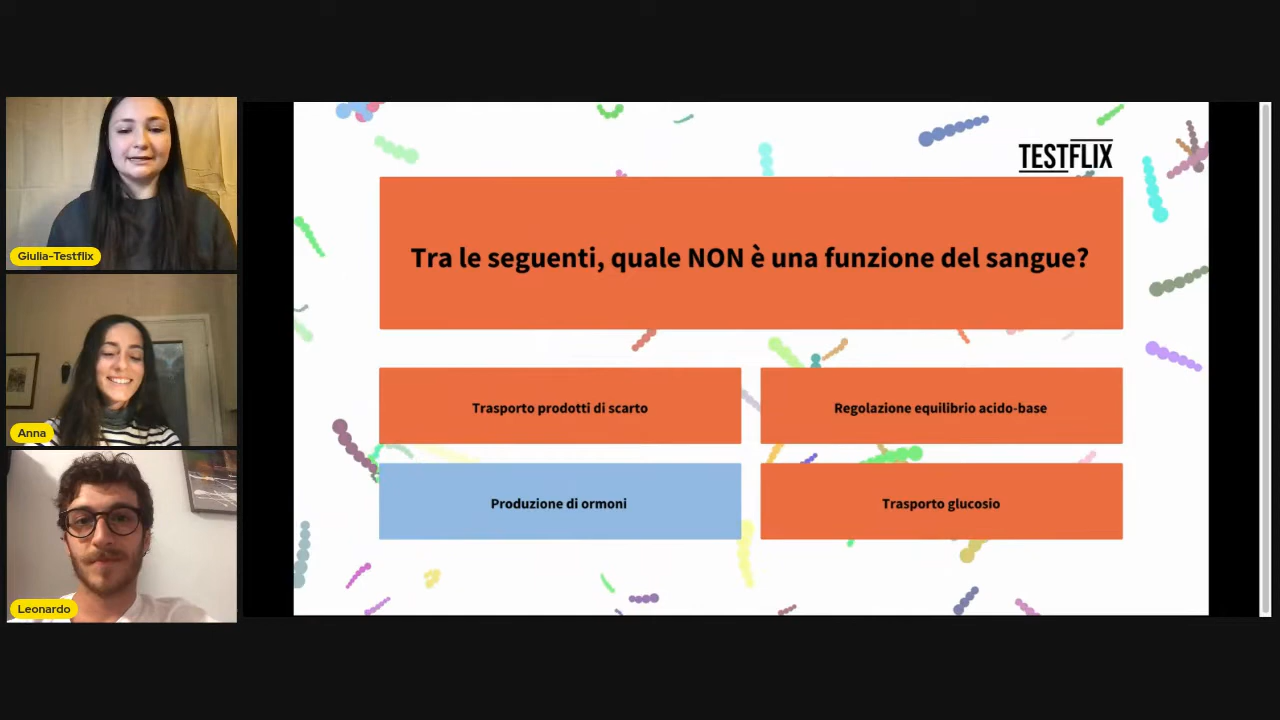 TESTFLIX
Tra le seguenti, quale NON è una funzione del sangue?
Trasporto prodotti di scarto
Regolazione equilibrio acido-base
Produzione di ormoni
Trasporto glucosio
Giulia-Testflix
Anna
Leonardo